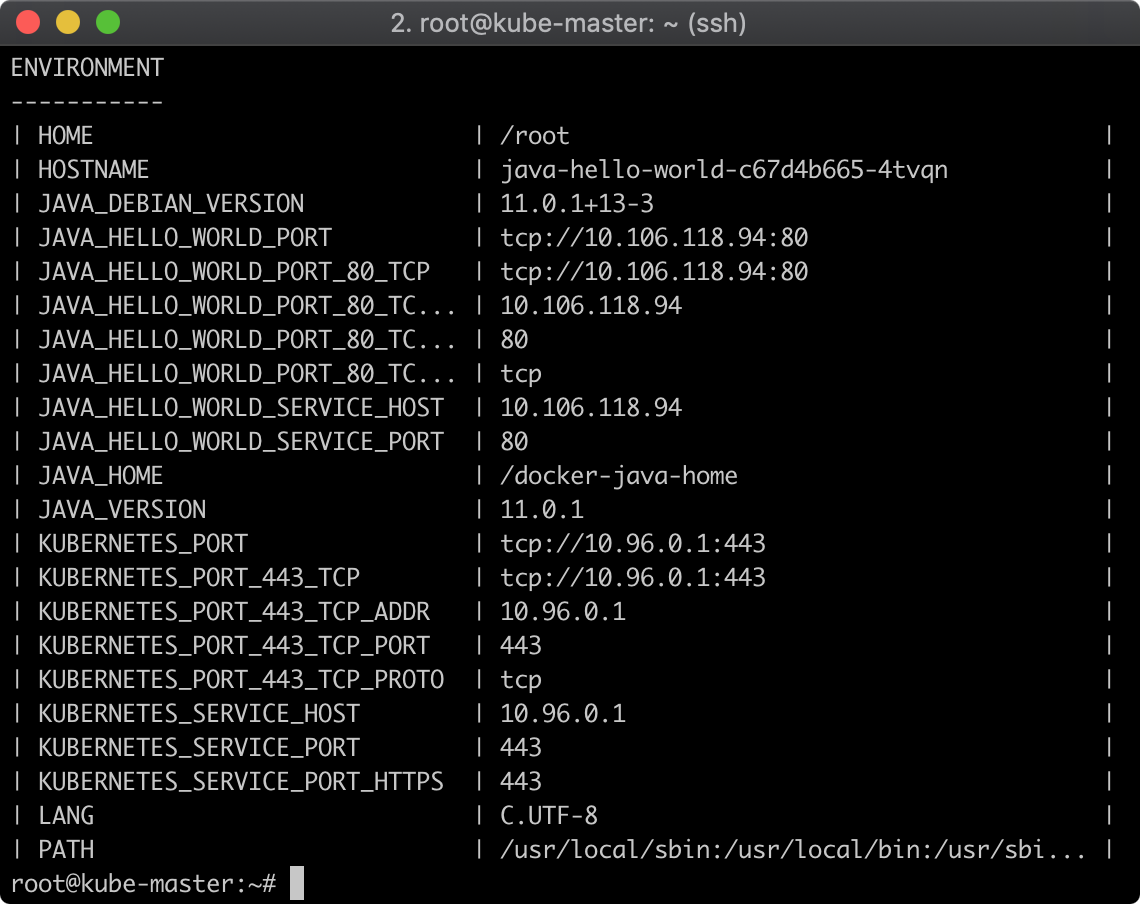 2. root@kube-master: ~ (ssh)
ENVIRONMENT
-----------
| HOME                           | /root                                      |
| HOSTNAME                       | java-hello-world-c67d4b665-4tvqn           |
| JAVA_DEBIAN_VERSION            | 11.0.1+13-3                                |
| JAVA_HELLO_WORLD_PORT          | tcp://10.106.118.94:80                     |
| JAVA_HELLO_WORLD_PORT_80_TCP   | tcp://10.106.118.94:80                     |
| JAVA_HELLO_WORLD_PORT_80_TC... | 10.106.118.94                              |
| JAVA_HELLO_WORLD_PORT_80_TC... | 80                                         |
| JAVA_HELLO_WORLD_PORT_80_TC... | tcp                                        |
| JAVA_HELLO_WORLD_SERVICE_HOST  | 10.106.118.94                              |
| JAVA_HELLO_WORLD_SERVICE_PORT  | 80                                         |
| JAVA_HOME                      | /docker-java-home                          |
| JAVA_VERSION                   | 11.0.1                                     |
| KUBERNETES_PORT                | tcp://10.96.0.1:443                        |
| KUBERNETES_PORT_443_TCP        | tcp://10.96.0.1:443                        |
| KUBERNETES_PORT_443_TCP_ADDR   | 10.96.0.1                                  |
| KUBERNETES_PORT_443_TCP_PORT   | 443                                        |
| KUBERNETES_PORT_443_TCP_PROTO  | tcp                                        |
| KUBERNETES_SERVICE_HOST        | 10.96.0.1                                  |
| KUBERNETES_SERVICE_PORT        | 443                                        |
| KUBERNETES_SERVICE_PORT_HTTPS  | 443                                        |
| LANG                           | C.UTF-8                                    |
| PATH                           | /usr/local/sbin:/usr/local/bin:/usr/sbi... |
root@kube-master:~#